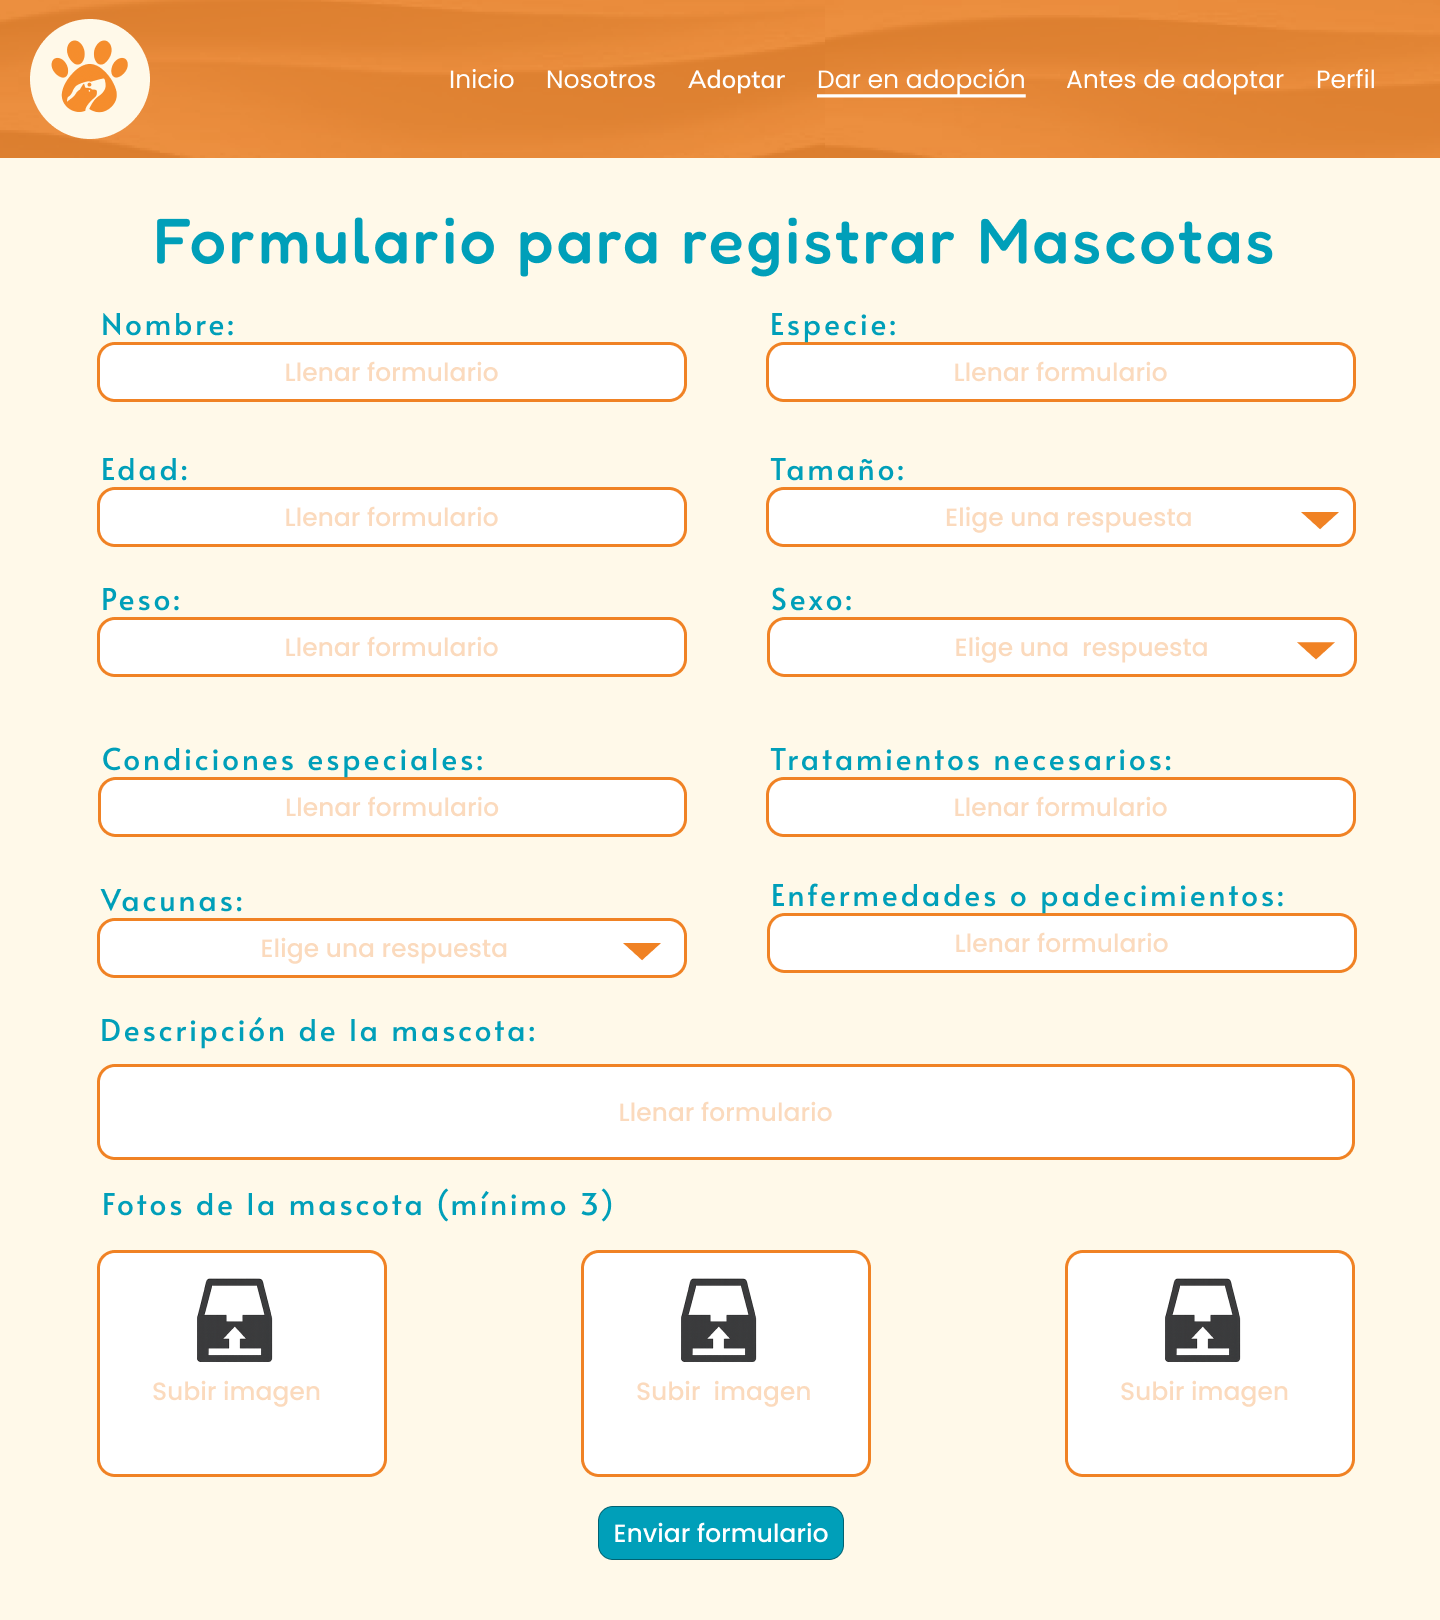 Inicio Nosotros Adoptar Dar en adopción Antes de adoptar Perfil
Formulario para registrar Mascotas
Nombre: Especie:
Llenar formulario Llenar formulario
Edad: Tamaño:
Llenar formulario Elige una respuesta
Peso: Sexo:
Llenar formulario Elige una respuesta
Condiciones especiales: Tratamientos necesarios:
Llenar formulario Llenar formulario
Vacunas: Enfermedades o padecimientos:
Elige una respuesta Llenar formulario
Descripción de la mascota:
Llenar formulario
Fotos de la mascota (mínimo 3)
Subir imagen Subir imagen Subir imagen
Enviar formulario